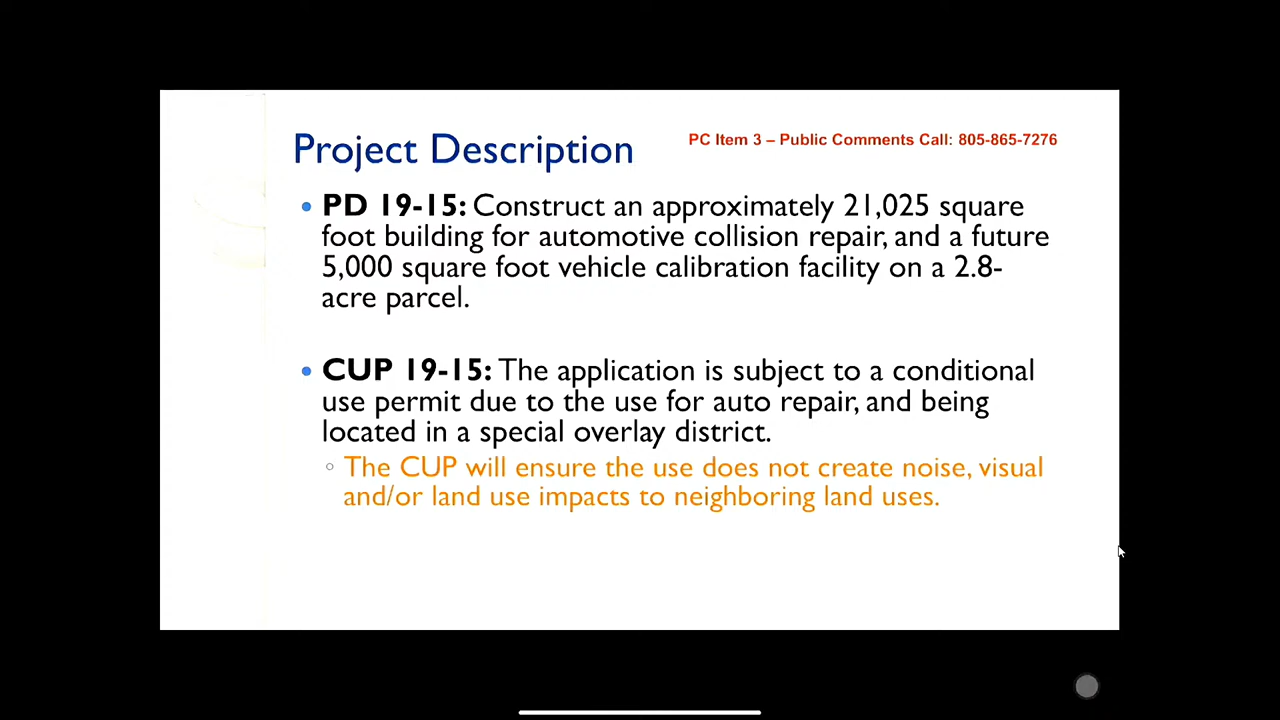 Project Description
PC Item 3 – Public Comments Call: 805-865-7276
• PD 19-15: Construct an approximately 21,025 square
foot building for automotive collision repair, and a future
5,000 square foot vehicle calibration facility on a 2.8-
acre parcel.
• CUP 19-15: The application is subject to a conditional
use permit due to the use for auto repair, and being
located in a special overlay district.
○ The CUP will ensure the use does not create noise, visual
and/or land use impacts to neighboring land uses.